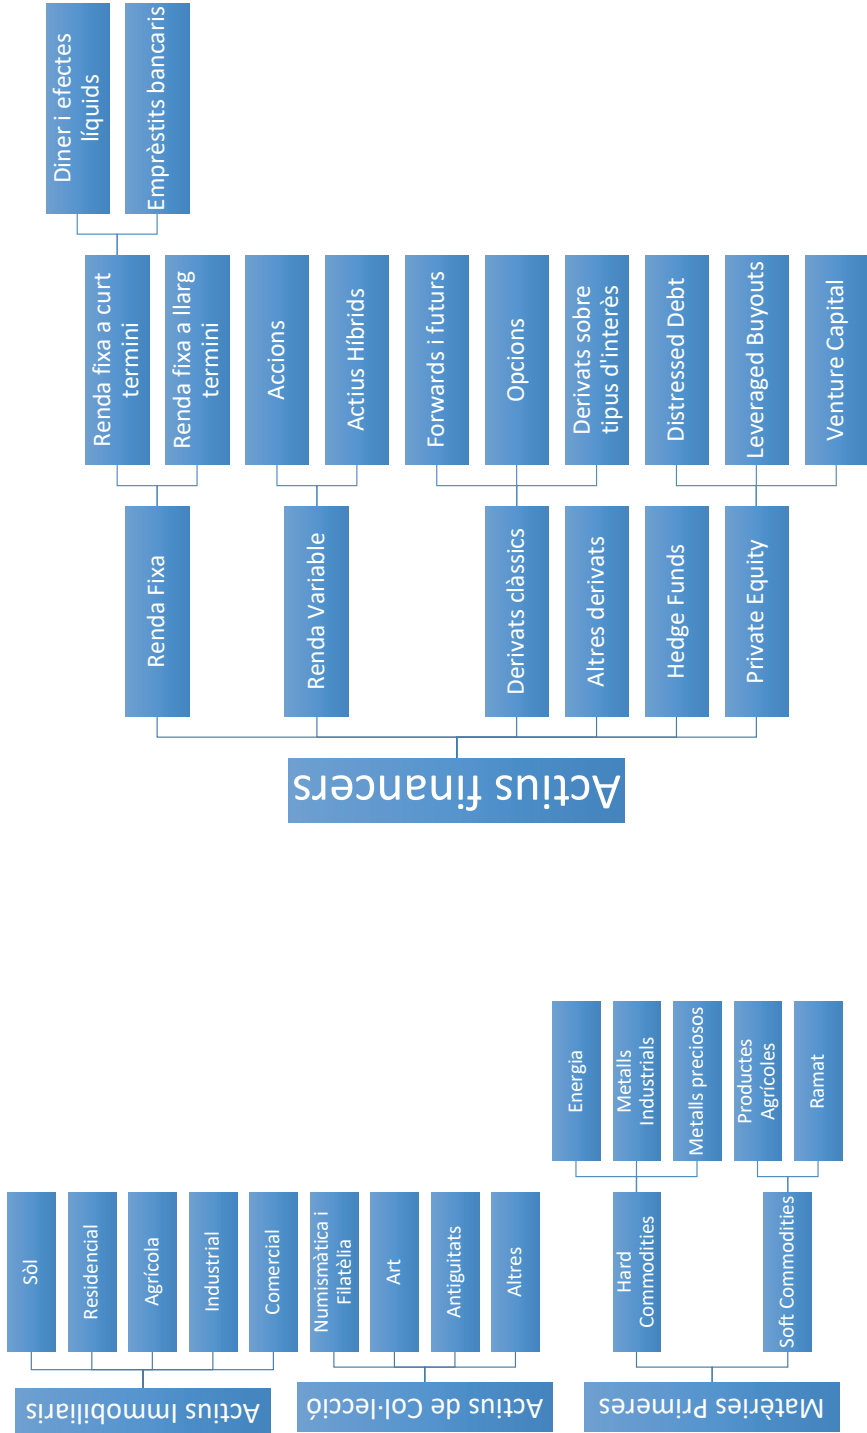 Actius financers
Renda Fixa
Renda fixa a curt
termini
Diner i efectes
líquids
Emprèstits bancaris
Renda fixa a llarg
termini
Renda Variable
Accions
Actius Híbrids
Derivats clàssics
Forwards i futurs
Opcions
Derivats sobre
tipus d'interès
Altres derivats
Hedge Funds
Private Equity
Distressed Debt
Leveraged Buyouts
Venture Capital
Actius Immobiliaris
Sòl
Residencial
Agrícola
Industrial
Comercial
Actius de Col·lecció
Numismàtica i
Filatèlia
Art
Antiguitats
Altres
Matèries Primeres
Hard
Commodities
Energia
Metalls
Industrials
Metalls preciosos
Soft Commodities
Productes
Agrícoles
Ramat